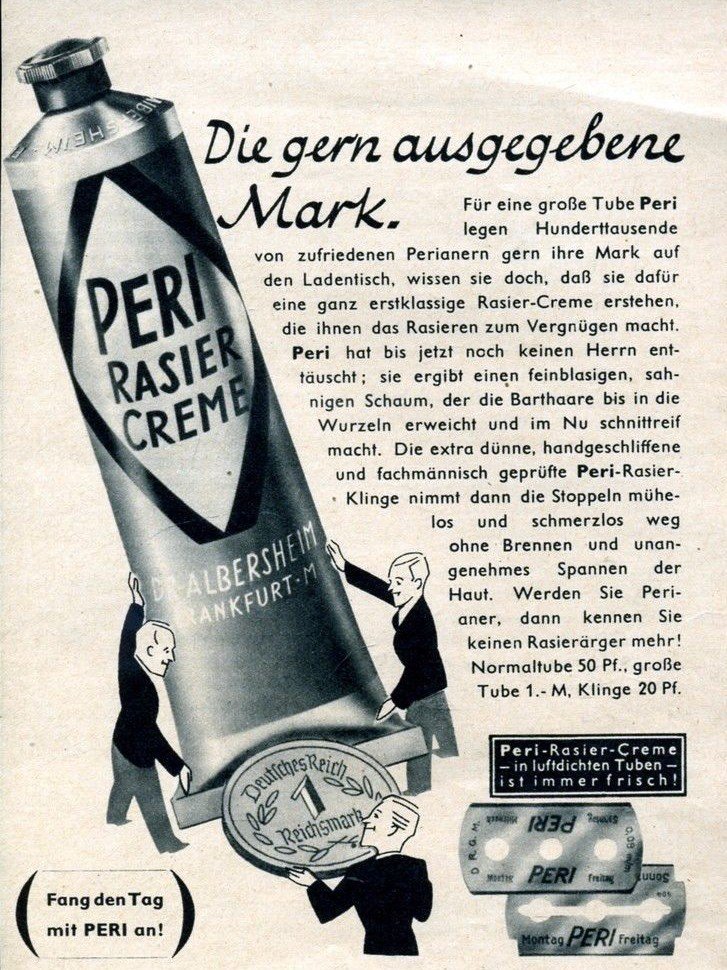 Die gern ausgegebene
Mark.
Für eine große Tube Peri
legen Hunderttausende
von zufriedenen Perianern gern ihre Mark auf
den Ladentisch, wissen sie doch, daß sie dafür
eine ganz erstklassige Rasier-Creme erstehen,
die ihnen das Rasieren zum Vergnügen macht.
Peri hat bis jetzt noch keinen Herrn ent-
täuscht; sie ergibt einen feinblasigen, sah-
nigen Schaum, der die Barthaare bis in die
Wurzeln erweicht und im Nu schnittreif
macht. Die extra dünne, handgeschliffene
und fachmännisch geprüfte Peri-Rasier-
Klinge nimmt dann die Stoppeln mühe-
los und schmerzlos weg
ohne Brennen und unan-
genehmes Spannen der
Haut. Werden Sie Peri-
aner, dann kennen Sie
keinen Rasierärger mehr!
Normaltube 50 Pf., große
Tube 1.- M, Klinge 20 Pf.
PERI
RASIER
CREME
DR. ALBERSHEIM
FRANKFURT·M
Deutsches Reich
1
Reichsmark
Peri-Rasier-Creme
– in luftdichten Tuben –
ist immer frisch!
Fang den Tag
mit PERI an!
Mittwoch PERI Samstag
D.R.G.M. 0,08 mm
Montag PERI Freitag
Sonnt
Montag PERI Freitag